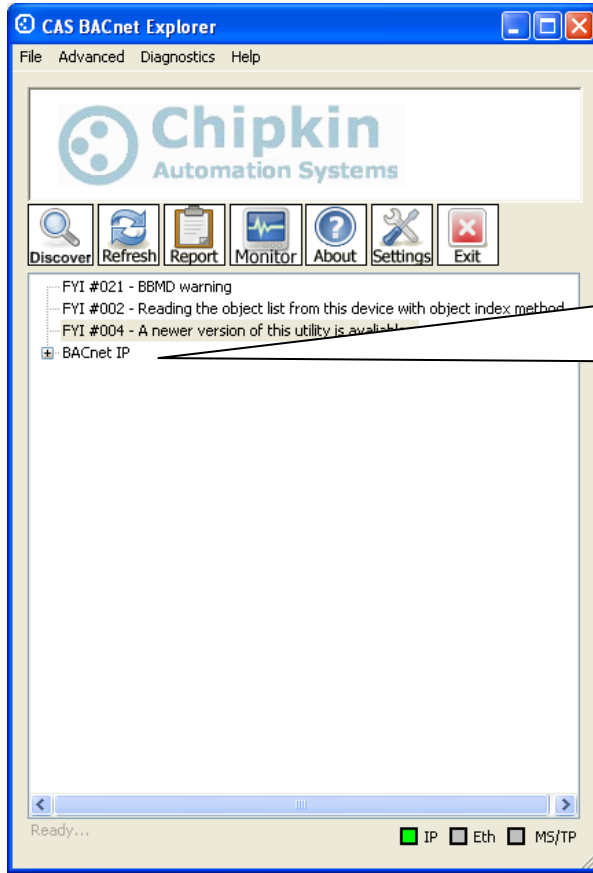 CAS BACnet Explorer
File Advanced Diagnostics Help
Chipkin
Automation Systems
Discover Refresh Report Monitor About Settings Exit
FYI #021 - BBMD warning
FYI #002 - Reading the object list from this device with object index method
FYI #004 - A newer version of this utility is
BACnet IP
Ready...
IP Eth MS/TP